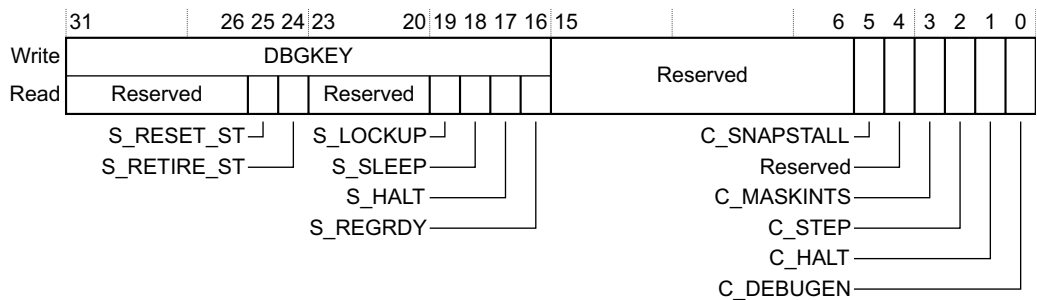 31 26 25 24 23 20 19 18 17 16 15 6 5 4 3 2 1 0
Write DBGKEY Reserved
Read Reserved Reserved
S_RESET_ST S_LOCKUP C_SNAPSTALL
S_RETIRE_ST S_SLEEP Reserved
S_HALT C_MASKINTS
S_REGRDY C_STEP
C_HALT
C_DEBUGEN